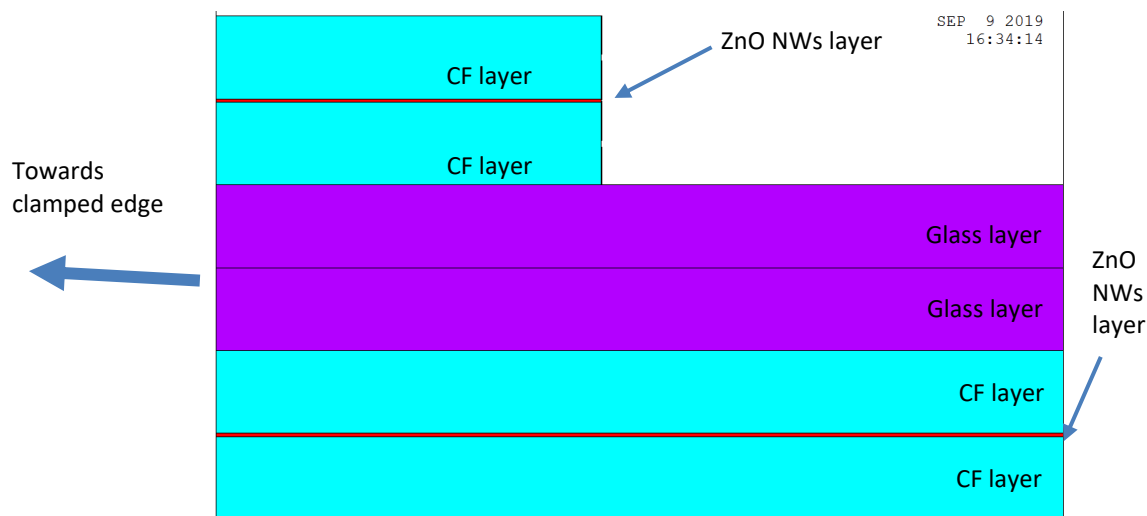 SEP 9 2019
16:34:14
ZnO NWs layer
CF layer
CF layer
Towards
clamped edge
Glass layer
ZnO
NWs
layer
Glass layer
CF layer
CF layer